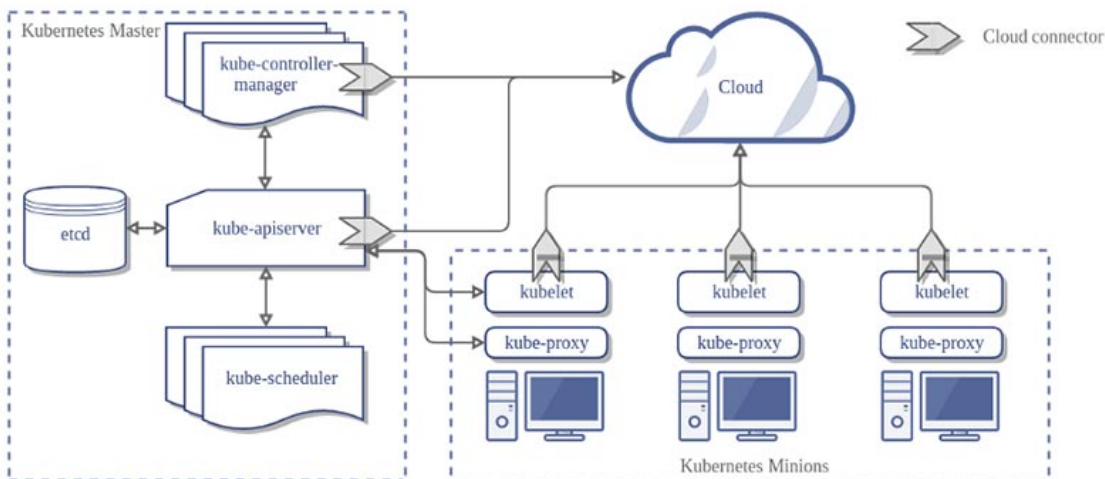 Kubernetes Master
kube-controller-
manager
Cloud
Cloud connector
etcd
kube-apiserver
kube-scheduler
kubelet
kubelet
kubelet
kube-proxy
kube-proxy
kube-proxy
Kubernetes Minions